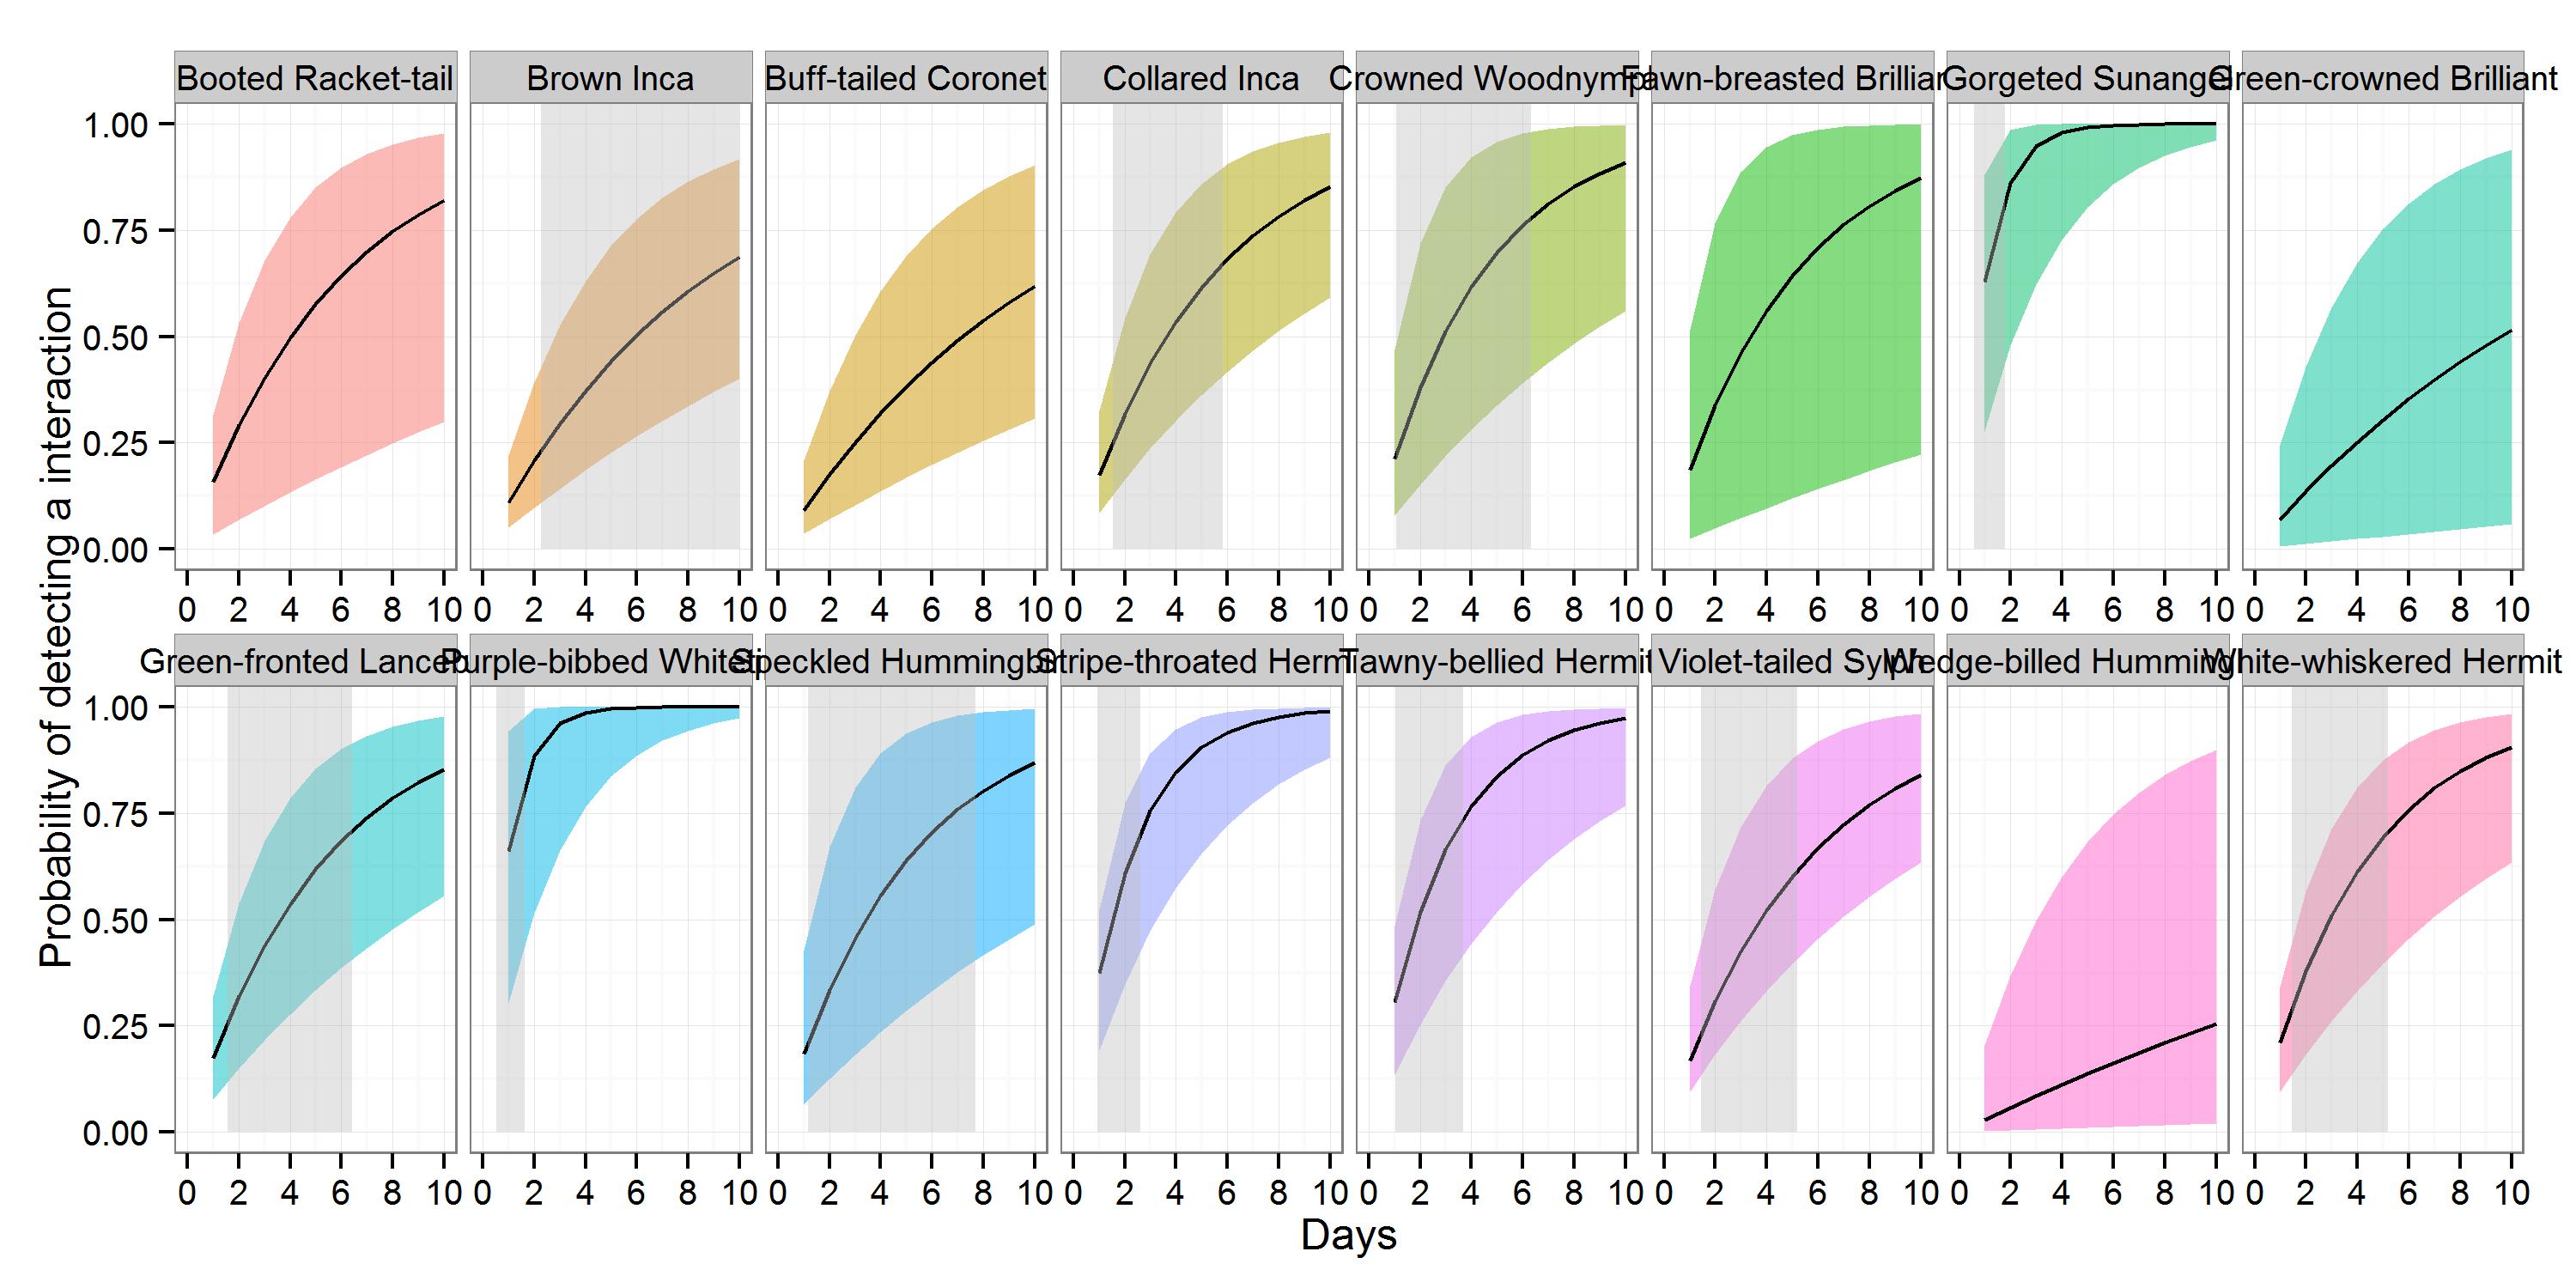 Booted Racket-tail Brown Inca Buff-tailed Coronet Collared Inca Crowned Woodnymp Fawn-breasted Brillian Gorgeted Sunangel Green-crowned Brilliant
1.00
0.75
0.50
0.25
0.00
0 2 4 6 8 10 0 2 4 6 8 10 0 2 4 6 8 10 0 2 4 6 8 10 0 2 4 6 8 10 0 2 4 6 8 10 0 2 4 6 8 10 0 2 4 6 8 10
Probability of detecting a interaction
Green-fronted Lanceb Purple-bibbed Whitet Speckled Hummingbi Stripe-throated Hermi Tawny-bellied Hermit Violet-tailed Sylph Wedge-billed Humming White-whiskered Hermit
1.00
0.75
0.50
0.25
0.00
0 2 4 6 8 10 0 2 4 6 8 10 0 2 4 6 8 10 0 2 4 6 8 10 0 2 4 6 8 10 0 2 4 6 8 10 0 2 4 6 8 10 0 2 4 6 8 10
Days